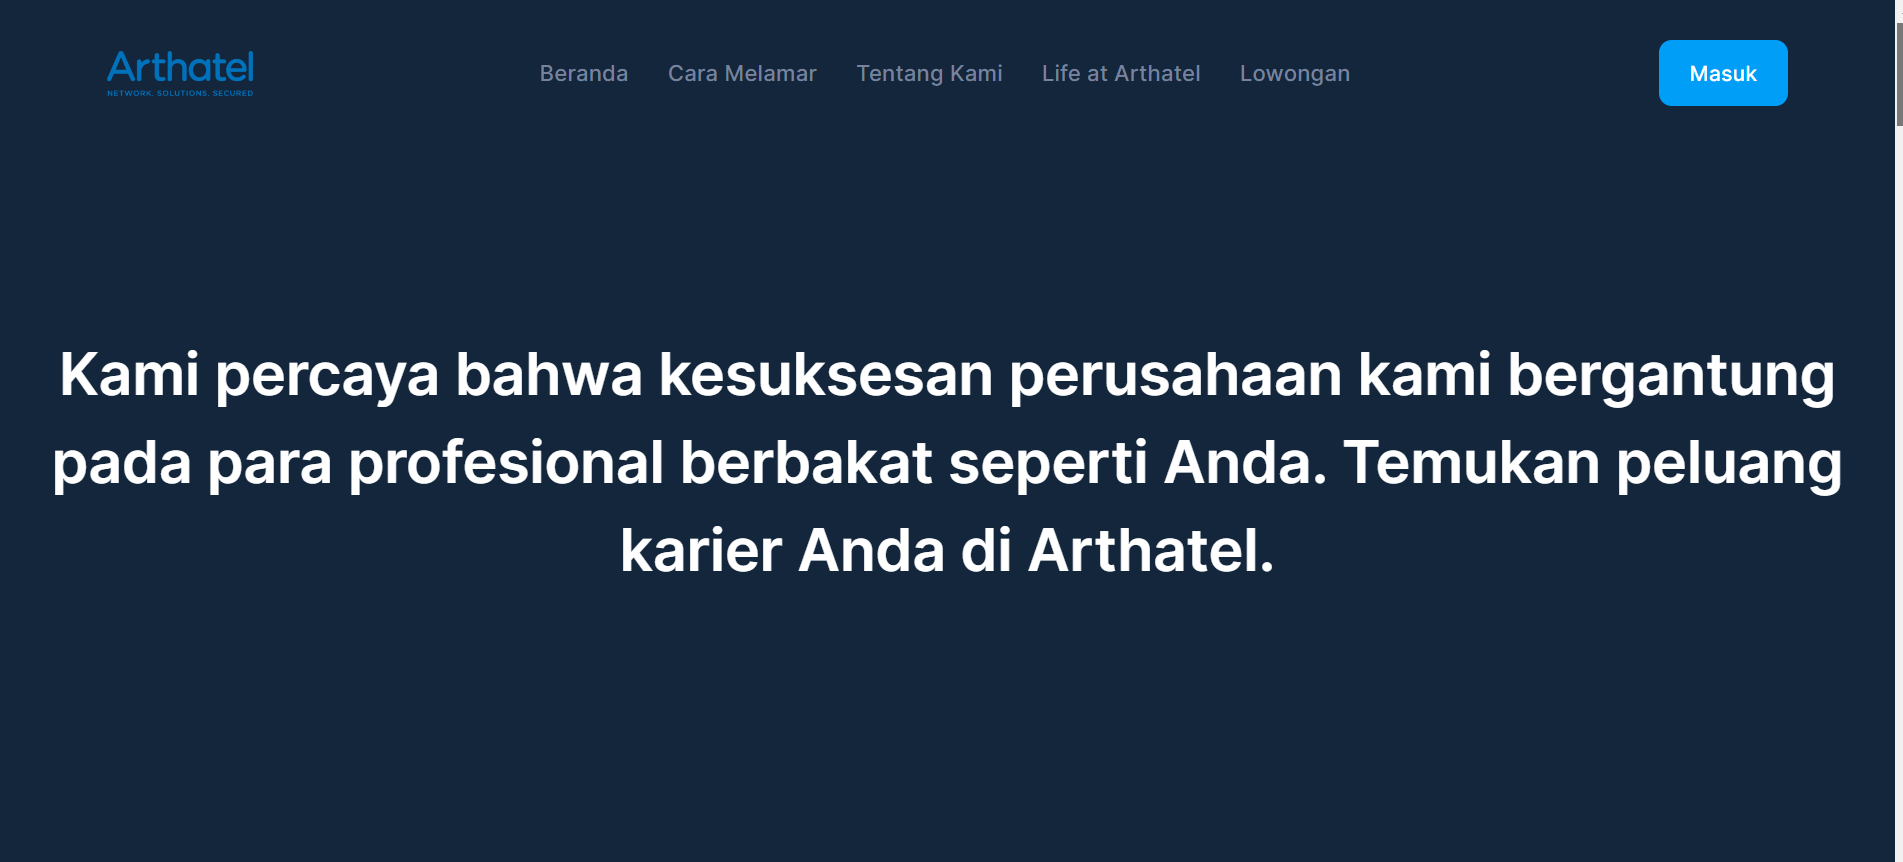 Arthatel
NETWORK. SOLUTIONS. SECURED
Beranda
Cara Melamar
Tentang Kami
Life at Arthatel
Lowongan
Masuk
Kami percaya bahwa kesuksesan perusahaan kami bergantung
pada para profesional berbakat seperti Anda. Temukan peluang
karier Anda di Arthatel.